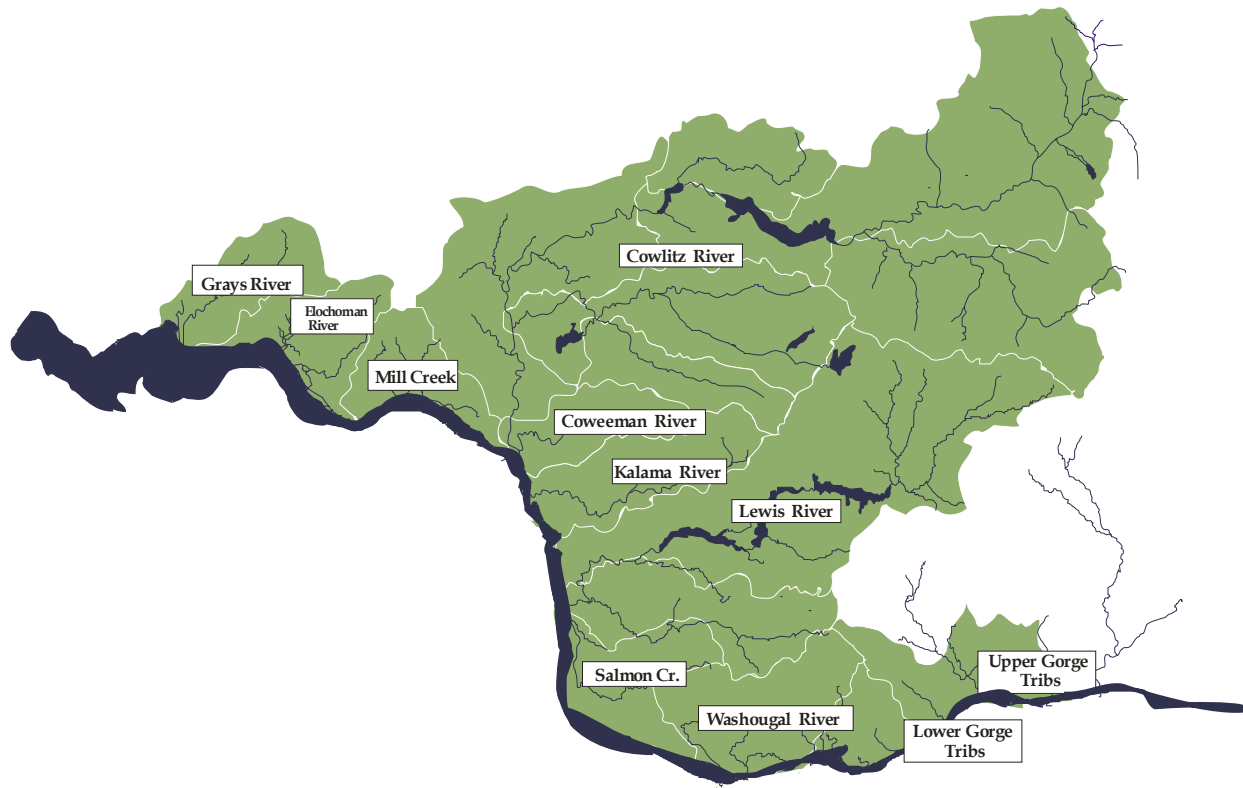 Cowlitz River
Grays River
Elochoman
River
Mill Creek
Coweeman River
Kalama River
Lewis River
Salmon Cr.
Upper Gorge
Tribs
Washougal River
Lower Gorge
Tribs